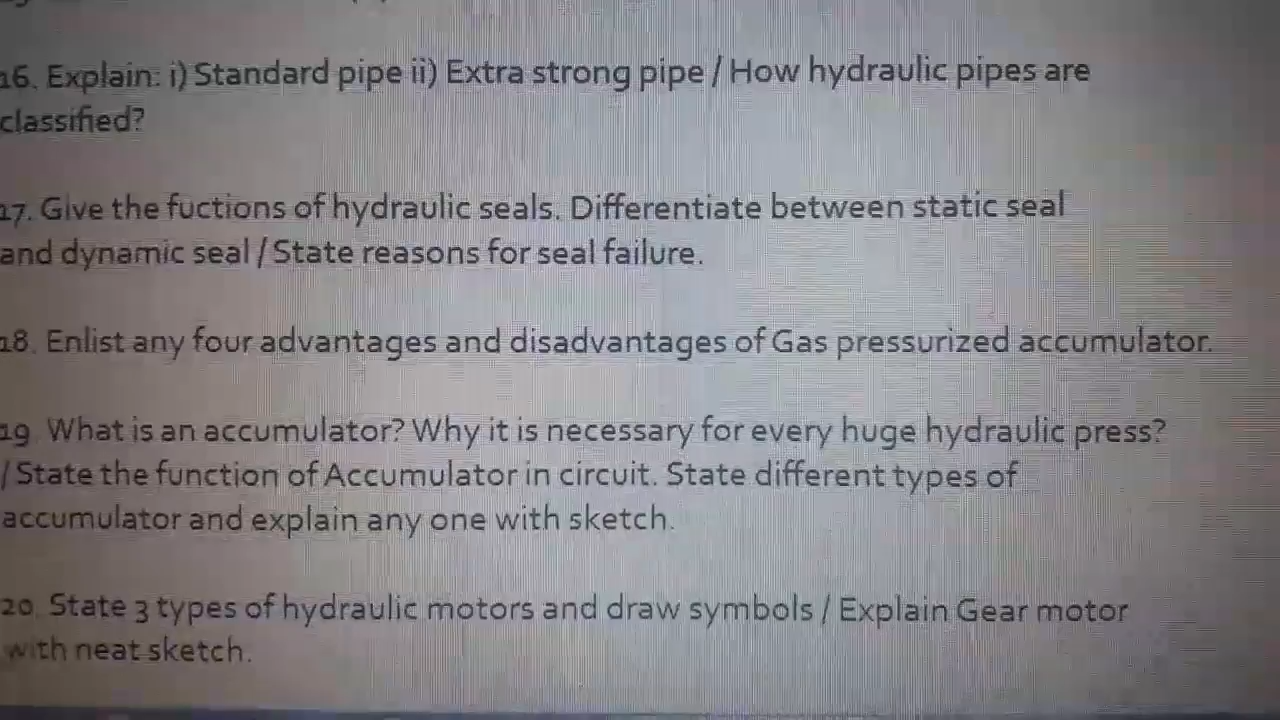 16. Explain: i) Standard pipe ii) Extra strong pipe / How hydraulic pipes are
classified?
17. Give the fuctions of hydraulic seals. Differentiate between static seal
and dynamic seal / State reasons for seal failure.
18. Enlist any four advantages and disadvantages of Gas pressurized accumulator.
19. What is an accumulator? Why it is necessary for every huge hydraulic press?
/ State the function of Accumulator in circuit. State different types of
accumulator and explain any one with sketch.
20. State 3 types of hydraulic motors and draw symbols / Explain Gear motor
with neat sketch.